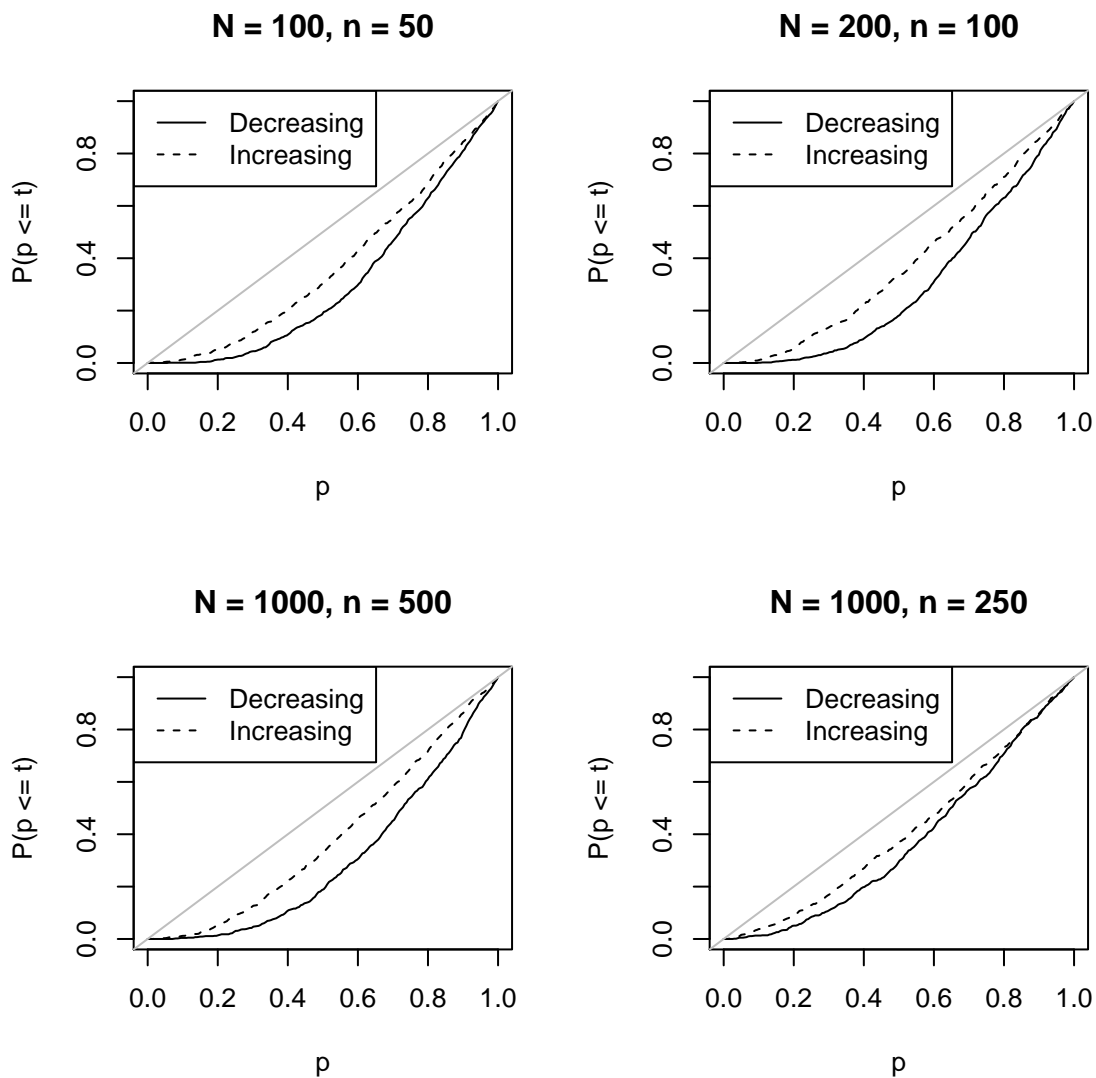 N = 100, n = 50
Decreasing
Increasing
P(p <= t)
0.0 0.4 0.8
0.0 0.2 0.4 0.6 0.8 1.0
p
N = 200, n = 100
Decreasing
Increasing
P(p <= t)
0.0 0.4 0.8
0.0 0.2 0.4 0.6 0.8 1.0
p
N = 1000, n = 500
Decreasing
Increasing
P(p <= t)
0.0 0.4 0.8
0.0 0.2 0.4 0.6 0.8 1.0
p
N = 1000, n = 250
Decreasing
Increasing
P(p <= t)
0.0 0.4 0.8
0.0 0.2 0.4 0.6 0.8 1.0
p